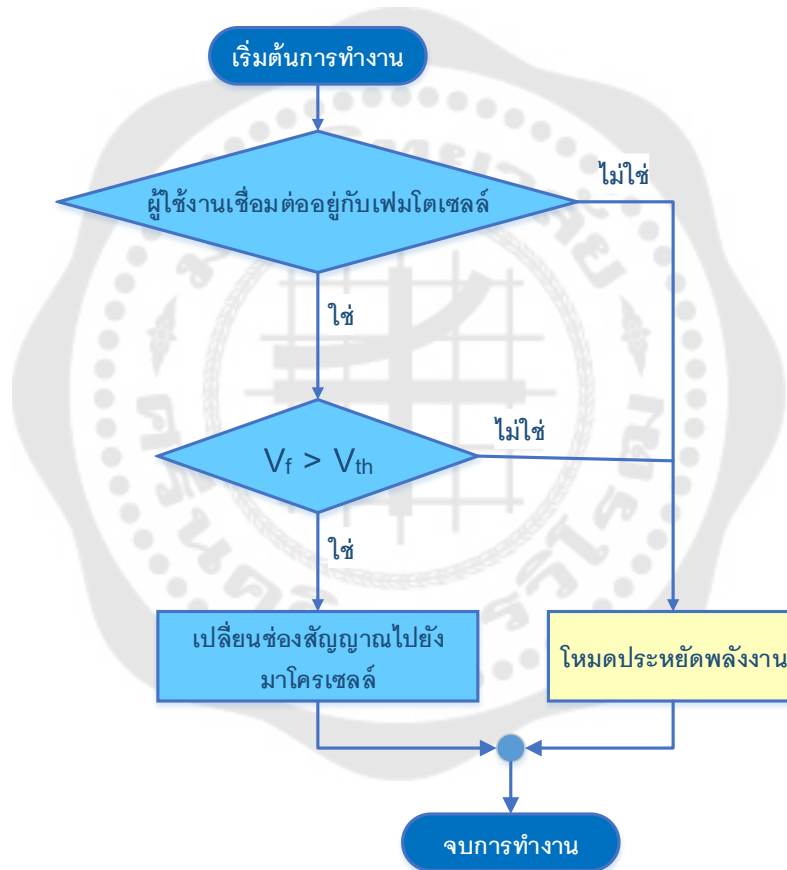 เริ่มต้นการทำงาน
ผู้ใช้งานเชื่อมต่ออยู่กับเฟมโตเซลล์
ไม่ใช่
ใช่
V_f > V_th
ไม่ใช่
ใช่
เปลี่ยนช่องสัญญาณไปยัง
มาโครเซลล์
โหมดประหยัดพลังงาน
จบการทำงาน